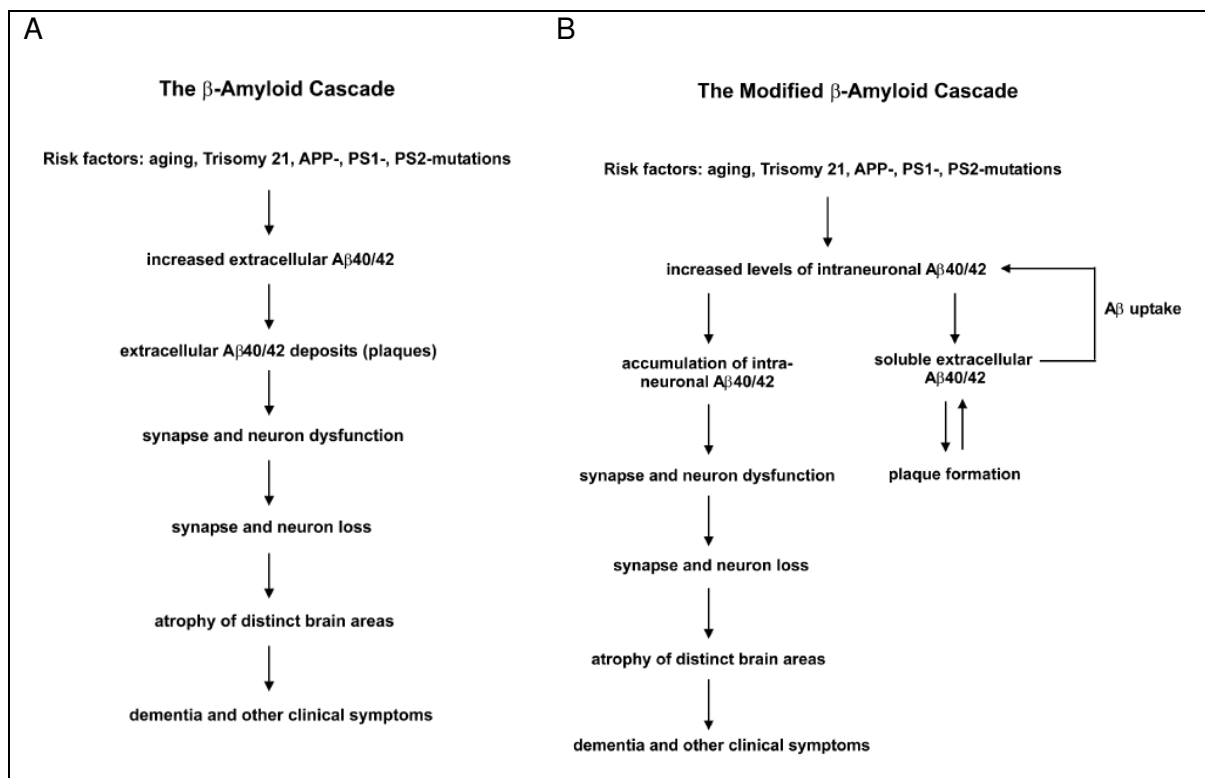 A
The β-Amyloid Cascade
Risk factors: aging, Trisomy 21, APP-, PS1-, PS2-mutations
increased extracellular Aβ40/42
extracellular Aβ40/42 deposits (plaques)
synapse and neuron dysfunction
synapse and neuron loss
atrophy of distinct brain areas
dementia and other clinical symptoms
B
The Modified β-Amyloid Cascade
Risk factors: aging, Trisomy 21, APP-, PS1-, PS2-mutations
increased levels of intraneuronal Aβ40/42
Aβ uptake
accumulation of intra-
neuronal Aβ40/42
soluble extracellular
Aβ40/42
synapse and neuron dysfunction
plaque formation
synapse and neuron loss
atrophy of distinct brain areas
dementia and other clinical symptoms